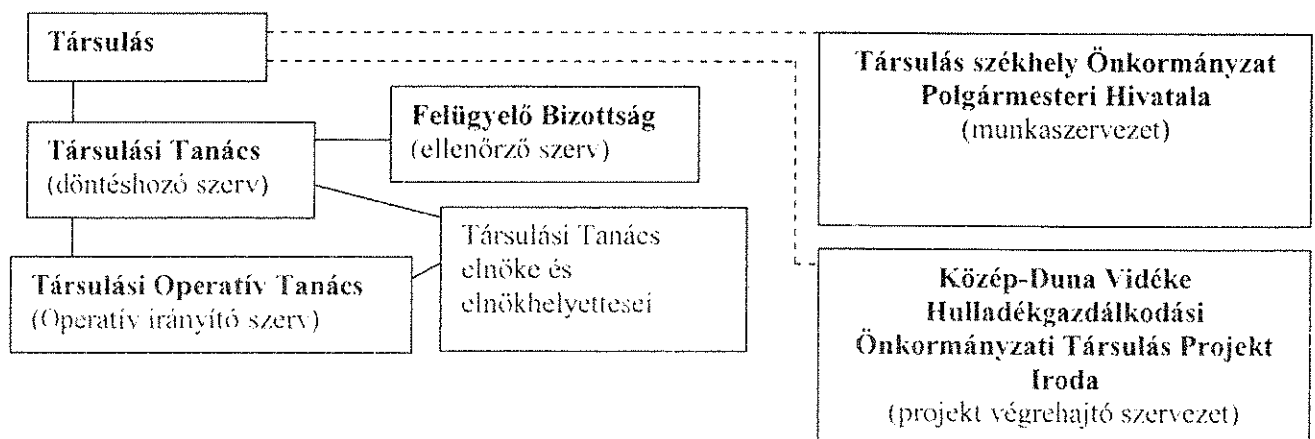 Társulás
Társulási Tanács
(döntéshozó szerv)
Társulási Operatív Tanács
(Operatív irányító szerv)
Felügyelő Bizottság
(ellenőrző szerv)
Társulási Tanács
elnöke és
elnökhelyettesei
Társulás székhely Önkormányzat
Polgármesteri Hivatala
(munkaszervezet)
Közép-Duna Vidéke
Hulladékgazdálkodási
Önkormányzati Társulás Projekt
Iroda
(projekt végrehajtó szervezet)